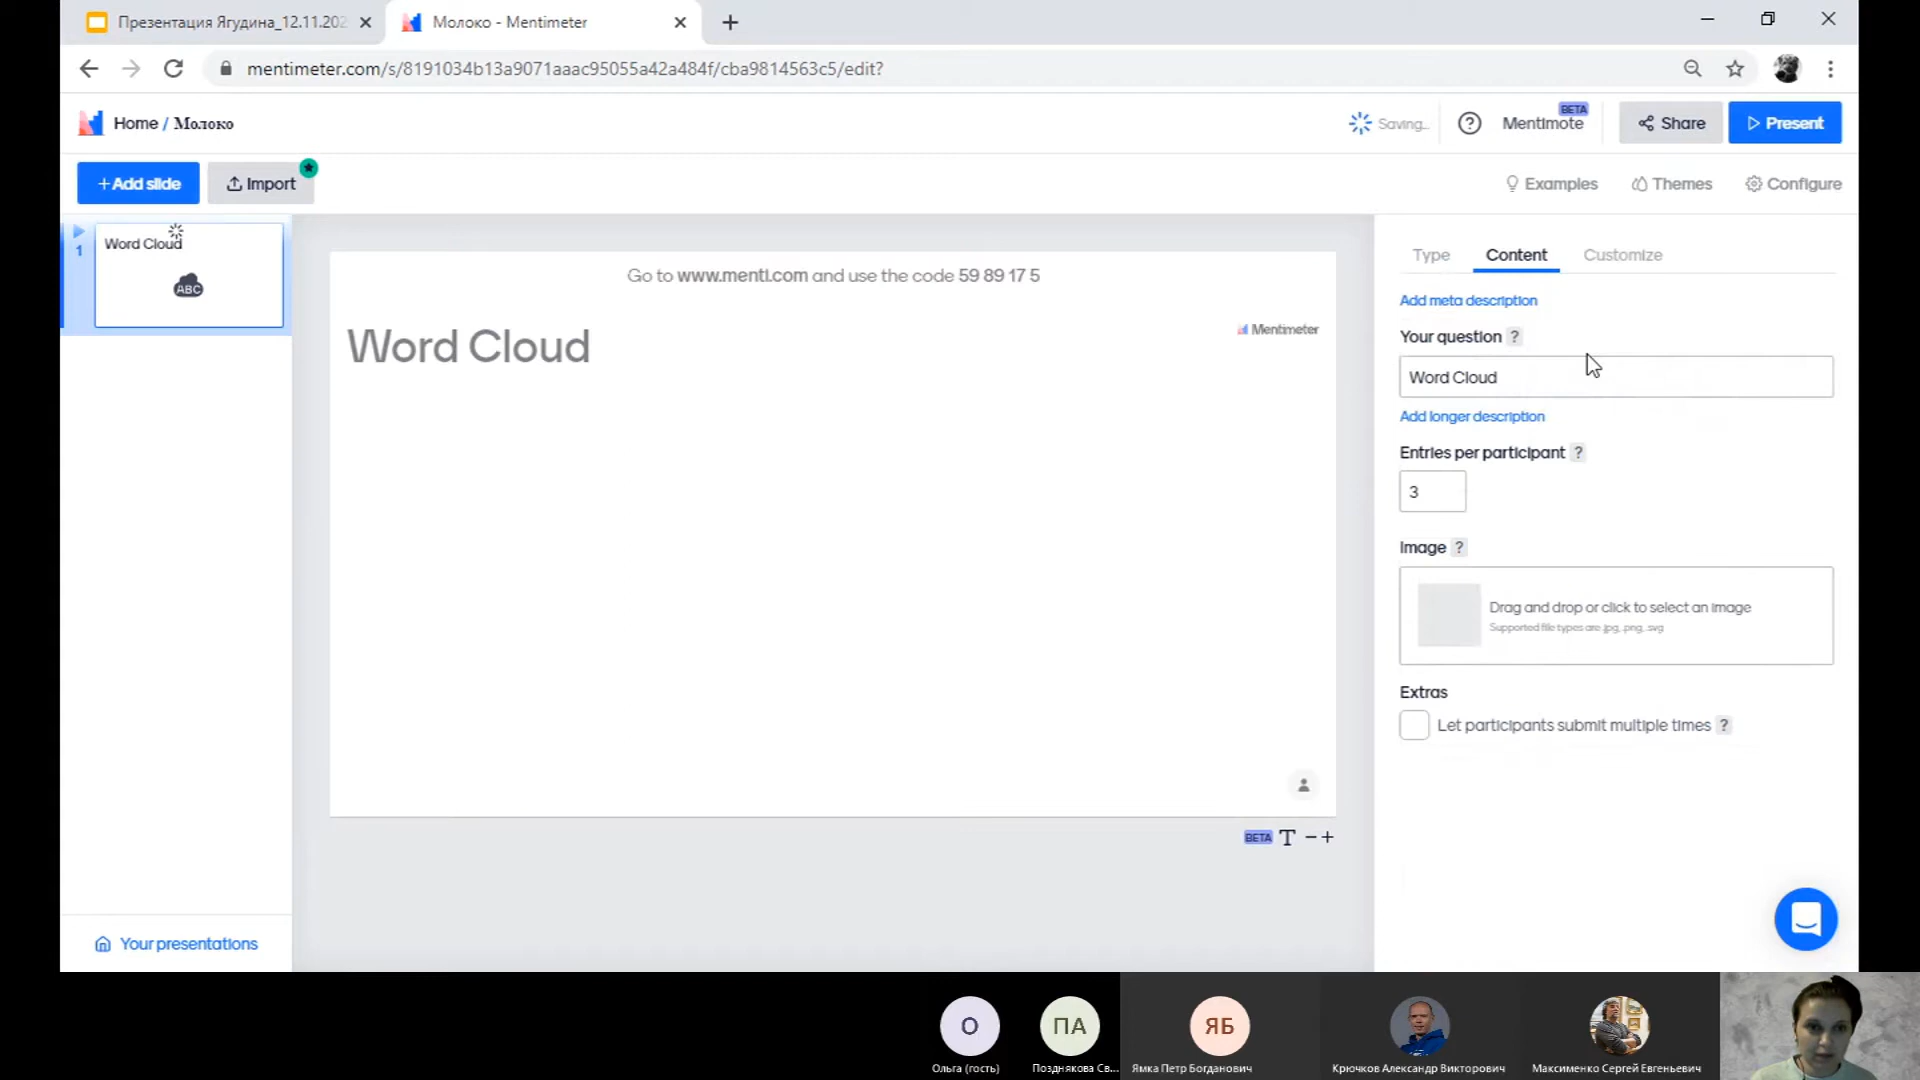 Презентация Ягудина_12.11.202
Молоко - Mentimeter
mentimeter.com/s/8191034b13a9071aaac95055a42a484f/cba9814563c5/edit?
Home / Молоко
Saving...
Mentimote
BETA
Share
Present
+Add slide
Import
Examples
Themes
Configure
1
Word Cloud
ABC
Go to www.menti.com and use the code 59 89 17 5
Word Cloud
Mentimeter
BETA T − +
Type
Content
Customize
Add meta description
Your question ?
Word Cloud
Add longer description
Entries per participant ?
3
Image ?
Drag and drop or click to select an image
Supported file types are .jpg, .png, .svg
Extras
Let participants submit multiple times ?
Your presentations
О
ПА
ЯБ
Ольга (гость)
Позднякова Св...
Ямка Петр Богданович
Крючков Александр Викторович
Максименко Сергей Евгеньевич